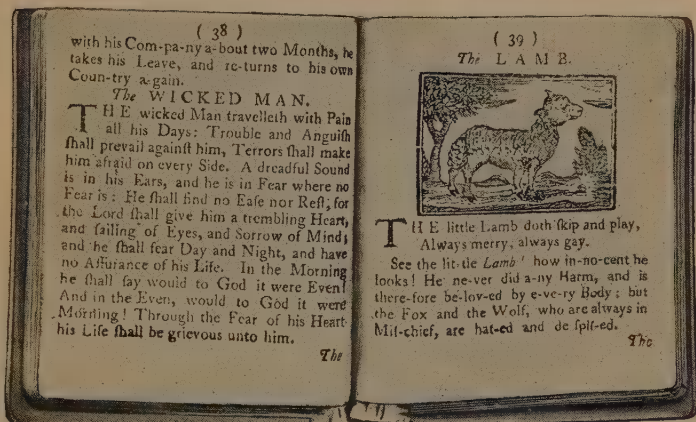 ( 38 )
with his Com-pa-ny a-bout two Months, he
takes his Leave, and re-turns to his own
Coun-try a-gain.
The WICKED MAN.
THE wicked Man travelleth with Pain
all his Days: Trouble and Anguiſh
ſhall prevail againſt him, Terrors ſhall make
him afraid on every Side. A dreadful Sound
is in his Ears, and he is in Fear where no
Fear is: He ſhall find no Eaſe nor Reſt; for
the Lord ſhall give him a trembling Heart,
and failing of Eyes, and Sorrow of Mind;
and he ſhall fear Day and Night, and have
no Aſſurance of his Life. In the Morning
he ſhall ſay would to God it were Even!
And in the Even, would to God it were
Morning! Through the Fear of his Heart
his Life ſhall be grievous unto him.
The
( 39 )
The LAMB.
THE little Lamb doth ſkip and play,
Always merry, always gay.
See the lit-tle Lamb! how in-no-cent he
looks! He ne-ver did a-ny Harm, and is
there-fore be-lov-ed by e-ve-ry Body; but
the Fox and the Wolf, who are always in
Miſ-chief, are hat-ed and de ſpiſ-ed.
The